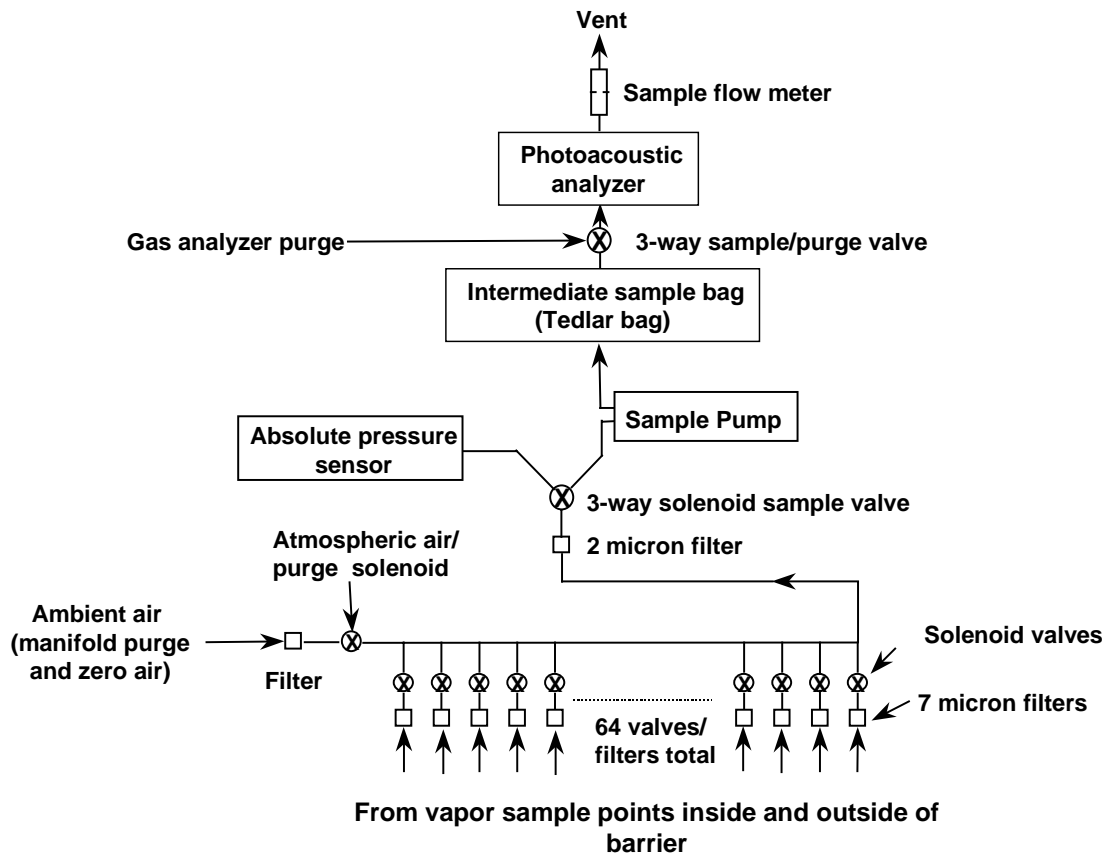 Vent
Sample flow meter
Photoacoustic
analyzer
Gas analyzer purge
3-way sample/purge valve
Intermediate sample bag
(Tedlar bag)
Sample Pump
Absolute pressure
sensor
3-way solenoid sample valve
2 micron filter
Atmospheric air/
purge solenoid
Ambient air
(manifold purge
and zero air)
Filter
Solenoid valves
7 micron filters
64 valves/
filters total
From vapor sample points inside and outside of
barrier